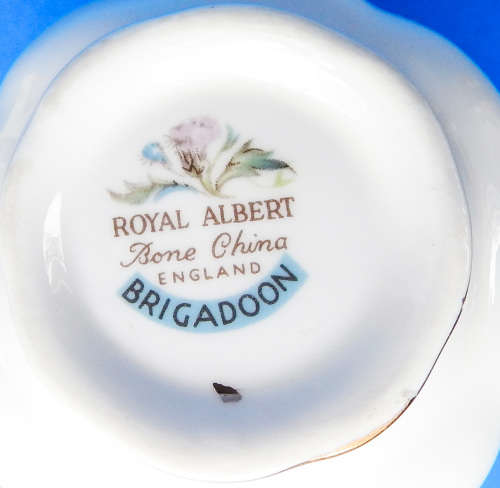 ROYAL ALBERT
Bone China
ENGLAND
BRIGADOON